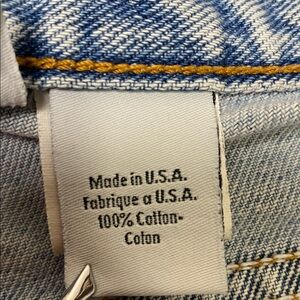 Made in U.S.A.
Fabrique a U.S.A.
100% Cotton-
Coton